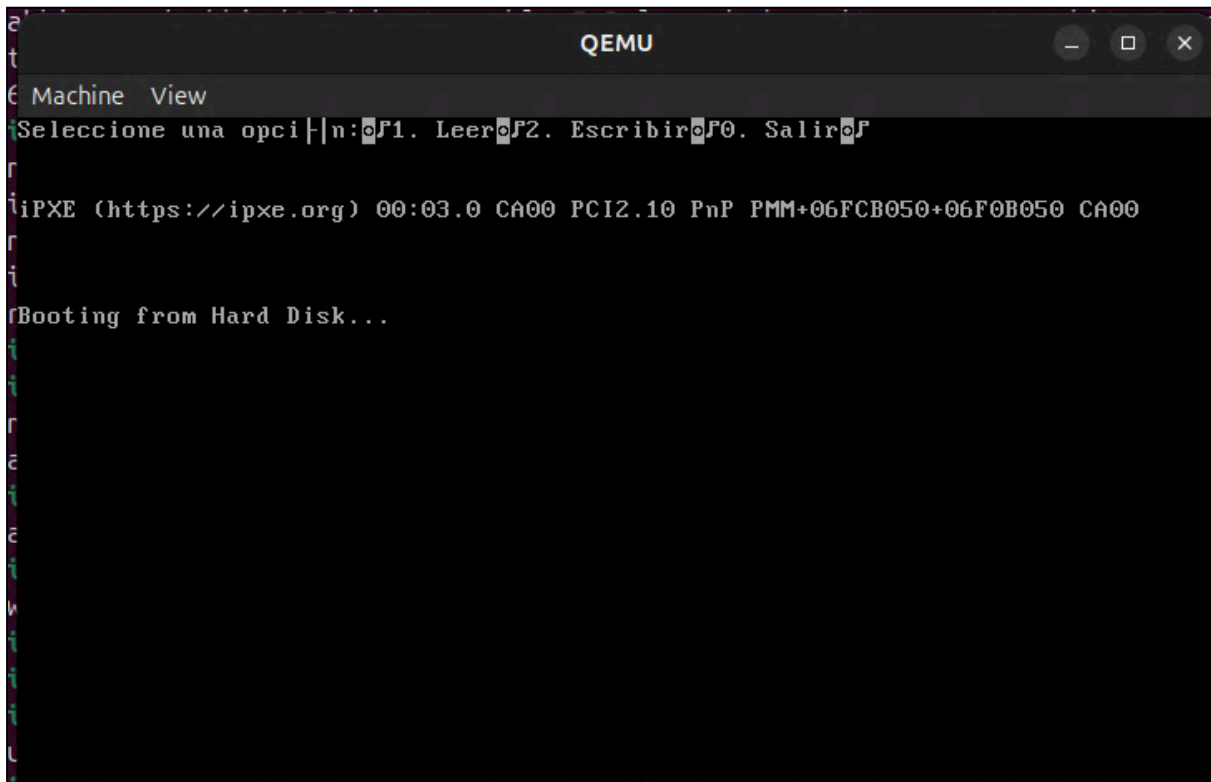 QEMU
Machine View
Seleccione una opci├│n:◙♪1. Leer◙♪2. Escribir◙♪0. Salir◙♪
iPXE (https://ipxe.org) 00:03.0 CA00 PCI2.10 PnP PMM+06FCB050+06F0B050 CA00
Booting from Hard Disk...